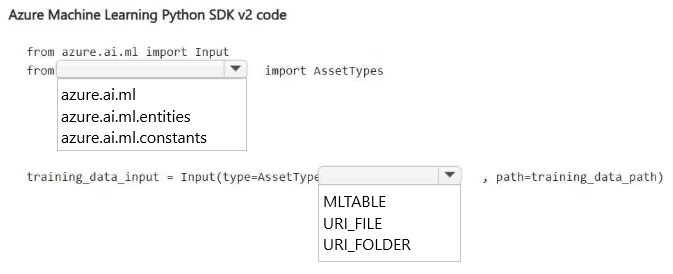 Azure Machine Learning Python SDK v2 code
from azure.ai.ml import Input
from import AssetTypes
azure.ai.ml
azure.ai.ml.entities
azure.ai.ml.constants
training_data_input = Input(type=AssetType , path=training_data_path)
MLTABLE
URI_FILE
URI_FOLDER